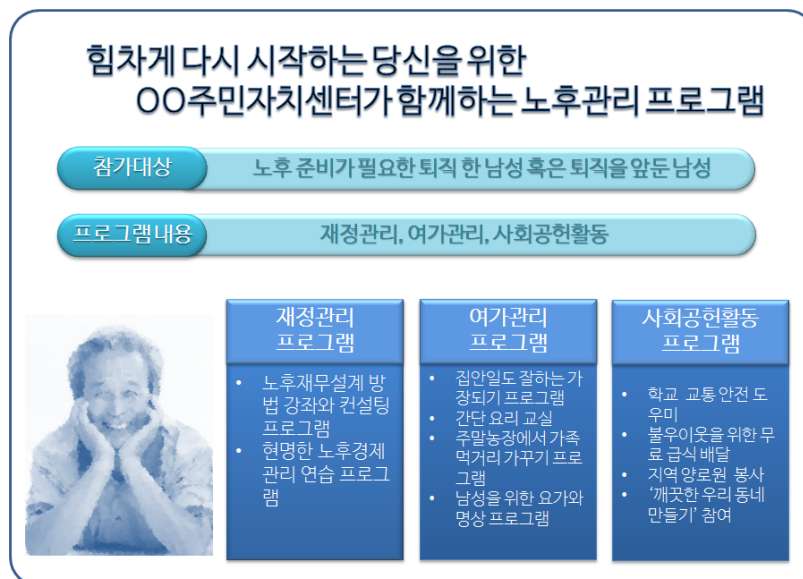 힘차게 다시 시작하는 당신을 위한
OO주민자치센터가 함께하는 노후관리 프로그램
참가대상
노후 준비가 필요한 퇴직 한 남성 혹은 퇴직을 앞둔 남성
프로그램 내용
재정관리, 여가관리, 사회공헌활동
재정관리
프로그램
• 노후재무설계 방
법 강좌와 컨설팅
프로그램
• 현명한 노후경제
관리 연습 프로그
램
여가관리
프로그램
• 집안일도 잘하는 가
장되기 프로그램
• 간단 요리 교실
• 주말농장에서 가족
먹거리 가꾸기 프로
그램
• 남성을 위한 요가와
명상 프로그램
사회공헌활동
프로그램
• 학교 교통 안전 도
우미
• 불우이웃을 위한 무
료 급식 배달
• 지역 양로원 봉사
• ‘깨끗한 우리 동네
만들기’ 참여